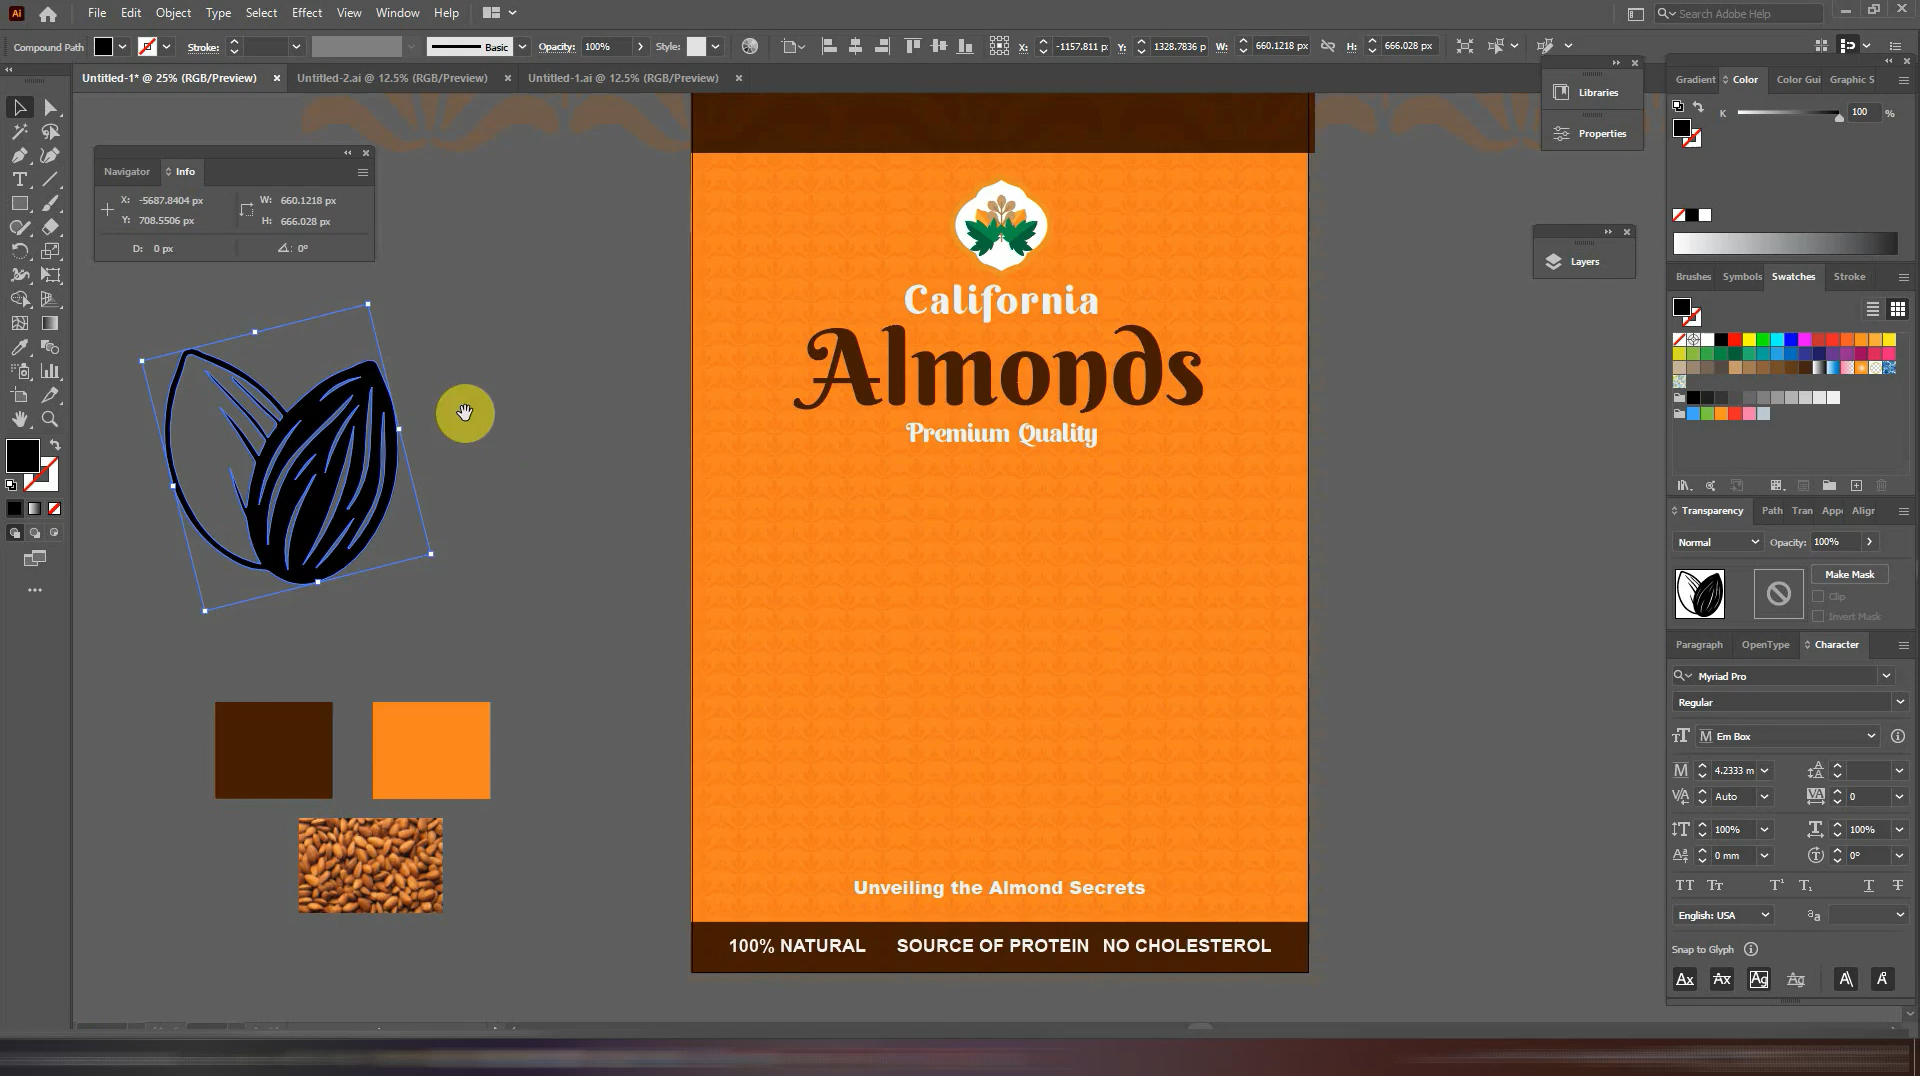 Ai File Edit Object Type Select Effect View Window Help Search Adobe Help
Compound Path Stroke: Basic Opacity: 100% Style: X: -1157.811 p Y: 1328.7836 p W: 660.1218 px H: 666.028 px
Untitled-1* @ 25% (RGB/Preview) × Untitled-2.ai @ 12.5% (RGB/Preview) × Untitled-1.ai @ 12.5% (RGB/Preview) ×
Navigator Info
X: -5687.8404 px W: 660.1218 px
Y: 708.5506 px H: 666.028 px
D: 0 px 0°
California
Almonds
Premium Quality
Unveiling the Almond Secrets
100% NATURAL SOURCE OF PROTEIN NO CHOLESTEROL
Libraries
Properties
Layers
Gradient Color Color Gui Graphic S
K 100 %
Brushes Symbols Swatches Stroke
Transparency Path Tran Appe Align
Normal Opacity: 100%
Make Mask
Clip
Invert Mask
Paragraph OpenType Character
Myriad Pro
Regular
Em Box
4.2333 m
Auto 0
100% 100%
0 mm 0°
English: USA
Snap to Glyph